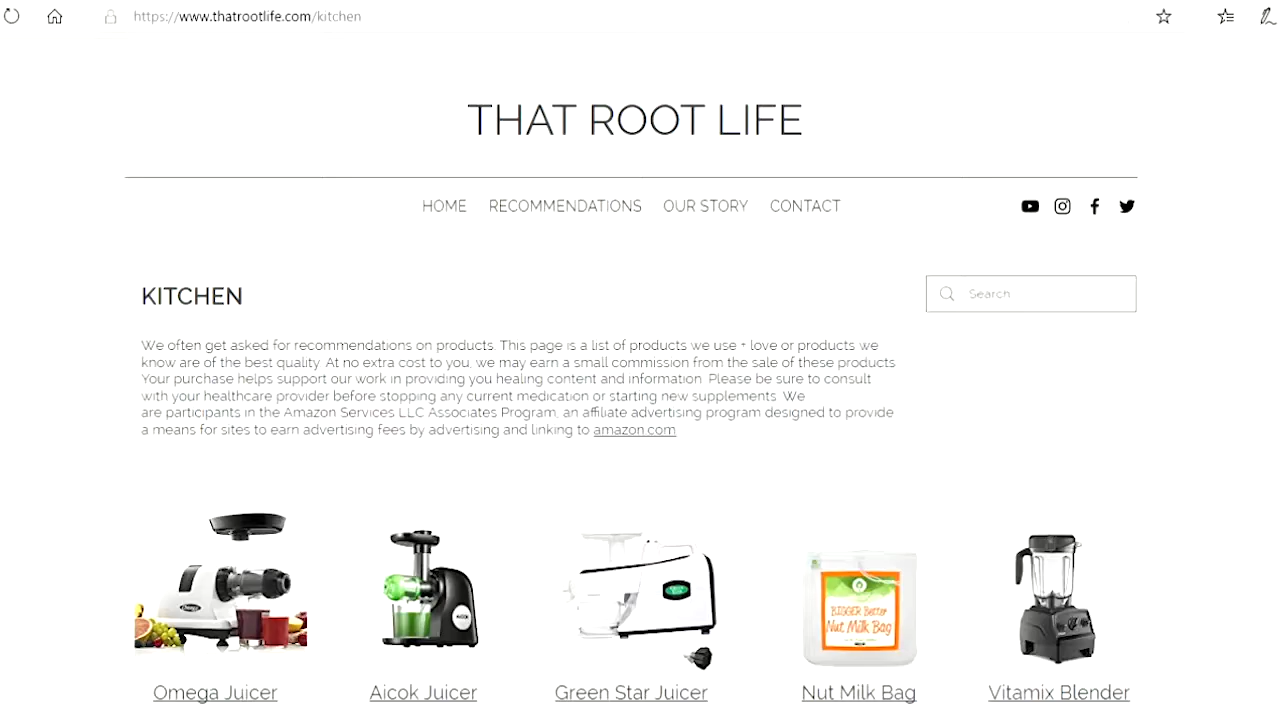 https://www.thatrootlife.com/kitchen
THAT ROOT LIFE
HOME RECOMMENDATIONS OUR STORY CONTACT
KITCHEN
Search
We often get asked for recommendations on products. This page is a list of products we use + love or products we
know are of the best quality. At no extra cost to you, we may earn a small commission from the sale of these products.
Your purchase helps support our work in providing you healing content and information. Please be sure to consult
with your healthcare provider before stopping any current medication or starting new supplements. We
are participants in the Amazon Services LLC Associates Program, an affiliate advertising program designed to provide
a means for sites to earn advertising fees by advertising and linking to amazon.com
BIGGER Better
Nut Milk Bag
Omega Juicer Aicok Juicer Green Star Juicer Nut Milk Bag Vitamix Blender